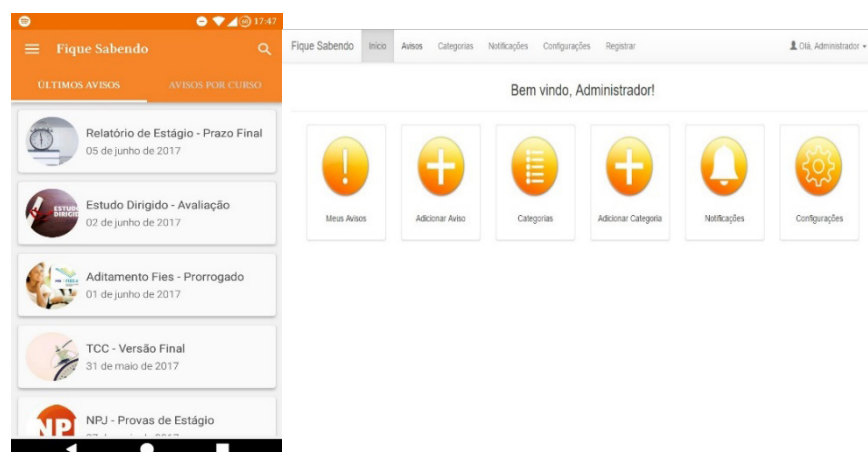 17:47
Fique Sabendo
ÚLTIMOS AVISOS AVISOS POR CURSO
Relatório de Estágio - Prazo Final
05 de junho de 2017
ESTUDO DIRIGIDO
Estudo Dirigido - Avaliação
02 de junho de 2017
Aditamento Fies - Prorrogado
01 de junho de 2017
TCC - Versão Final
31 de maio de 2017
NPJ - Provas de Estágio
Fique Sabendo Início Avisos Categorias Notificações Configurações Registrar Olá, Administrador
Bem vindo, Administrador!
Meus Avisos Adicionar Aviso Categorias Adicionar Categoria Notificações Configurações